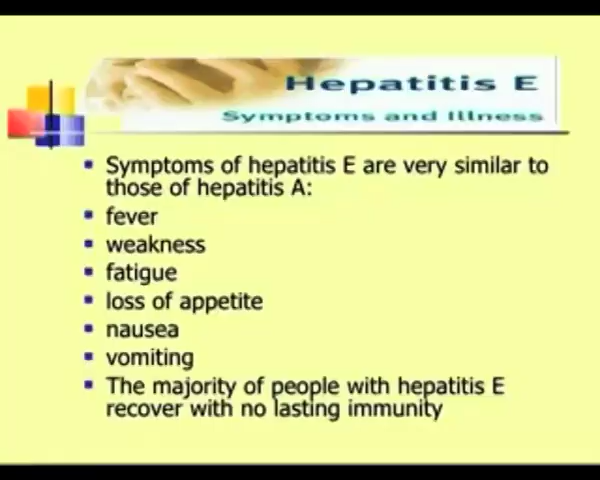 Hepatitis E
Symptoms and Illness
Symptoms of hepatitis E are very similar to
those of hepatitis A:
fever
weakness
fatigue
loss of appetite
nausea
vomiting
The majority of people with hepatitis E
recover with no lasting immunity